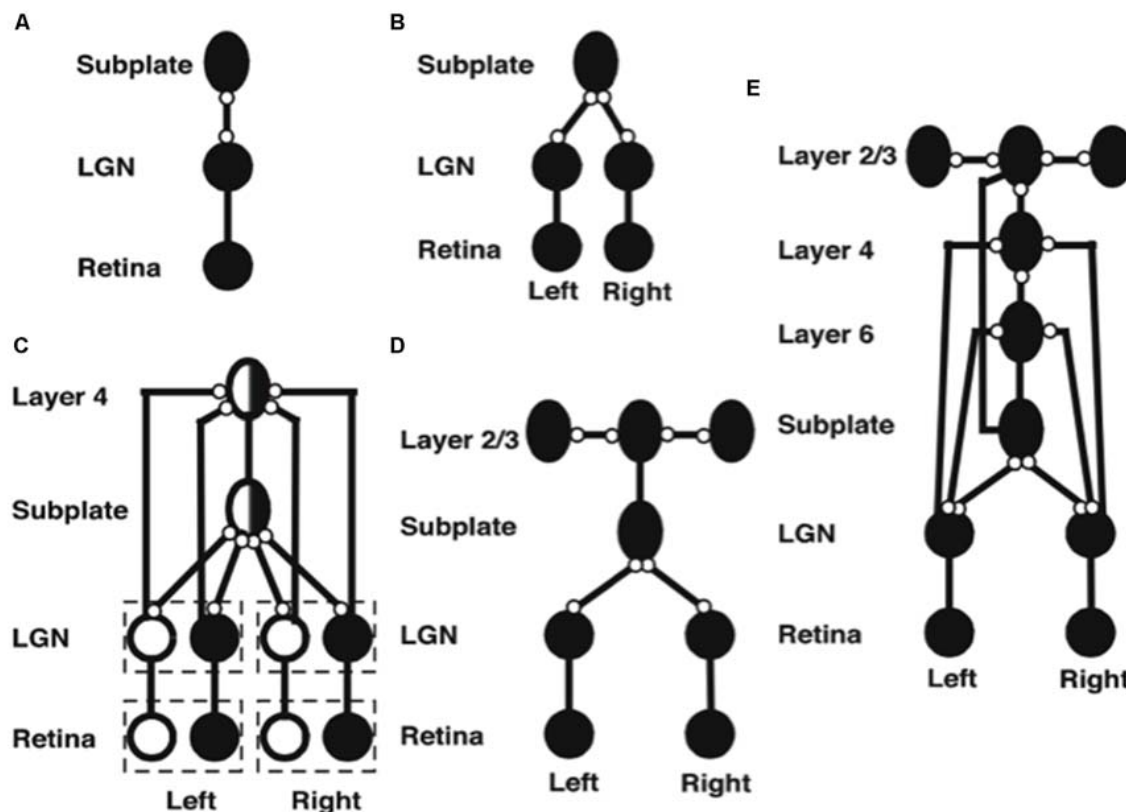 A
Subplate
LGN
Retina
B
Subplate
LGN
Retina
Left Right
C
Layer 4
Subplate
LGN
Retina
Left Right
D
Layer 2/3
Subplate
LGN
Retina
Left Right
E
Layer 2/3
Layer 4
Layer 6
Subplate
LGN
Retina
Left Right